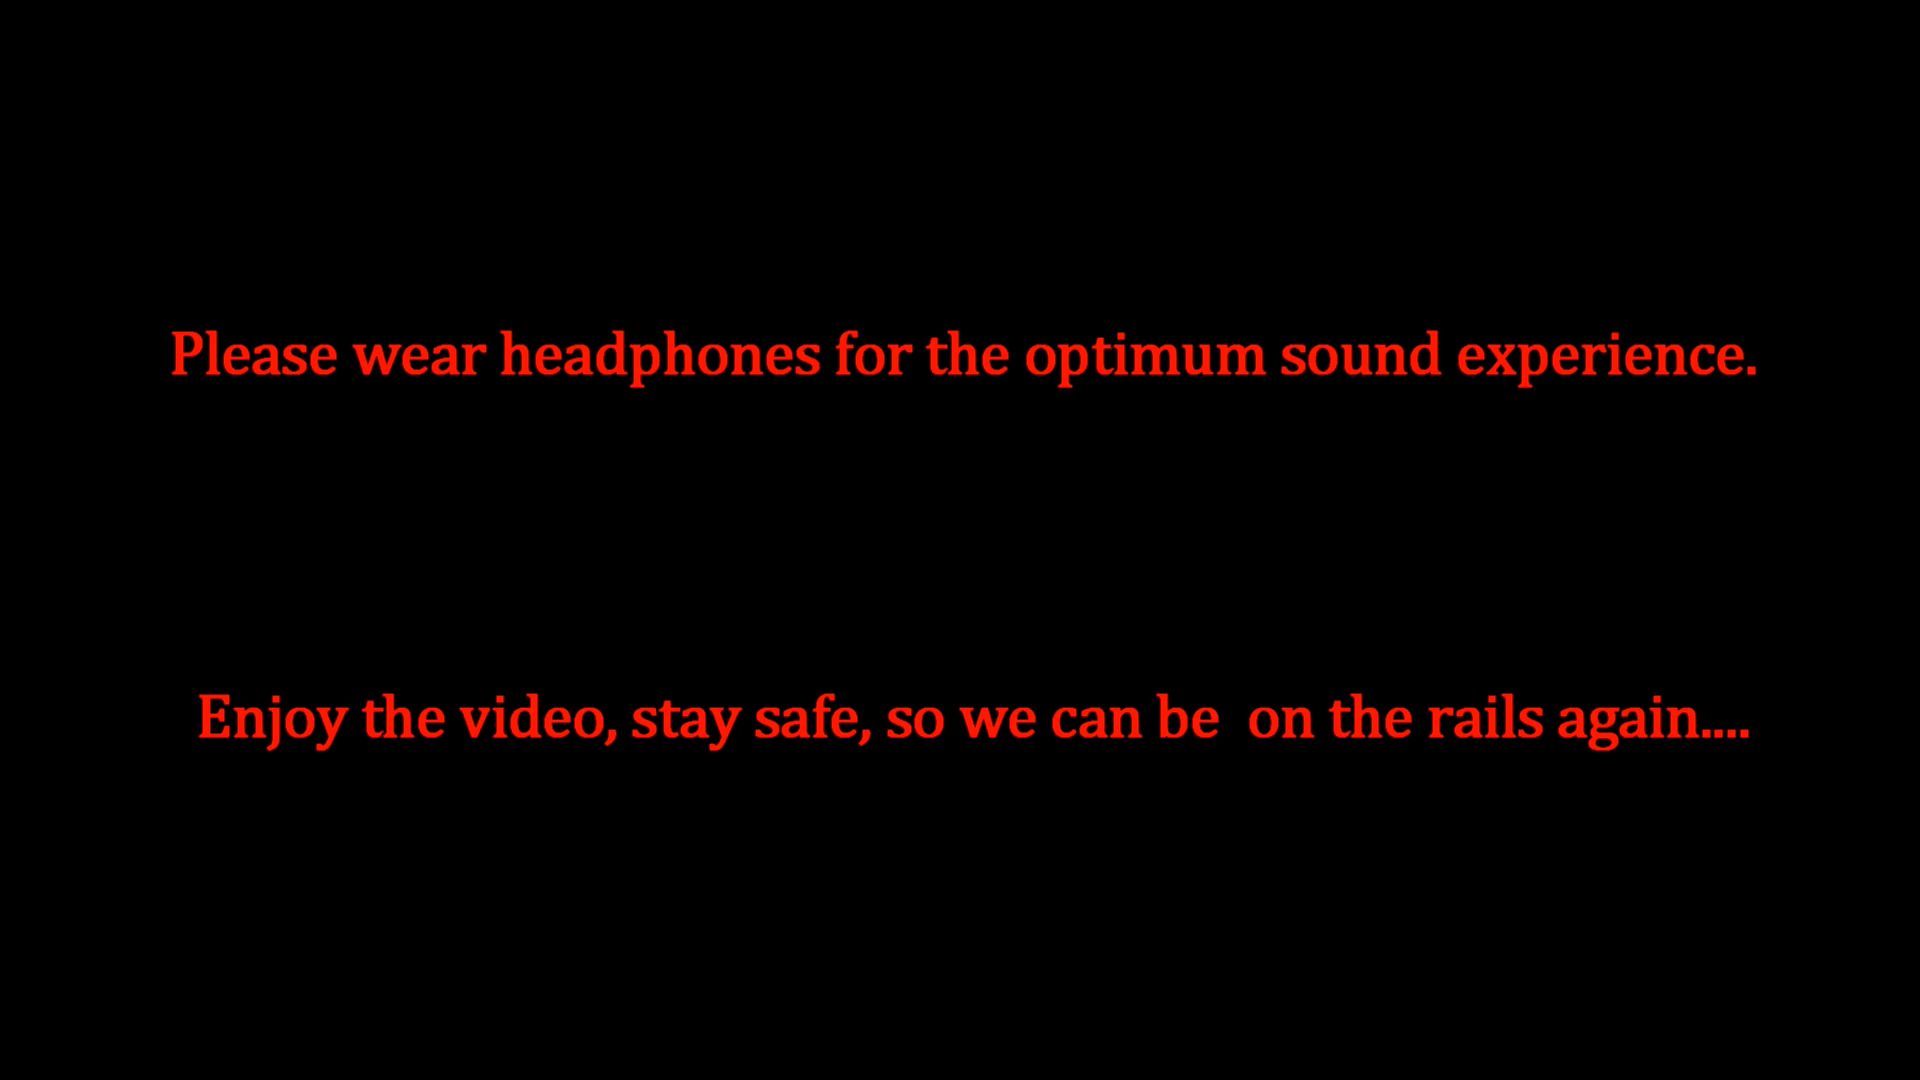 Please wear headphones for the optimum sound experience.
Enjoy the video, stay safe, so we can be  on the rails again....